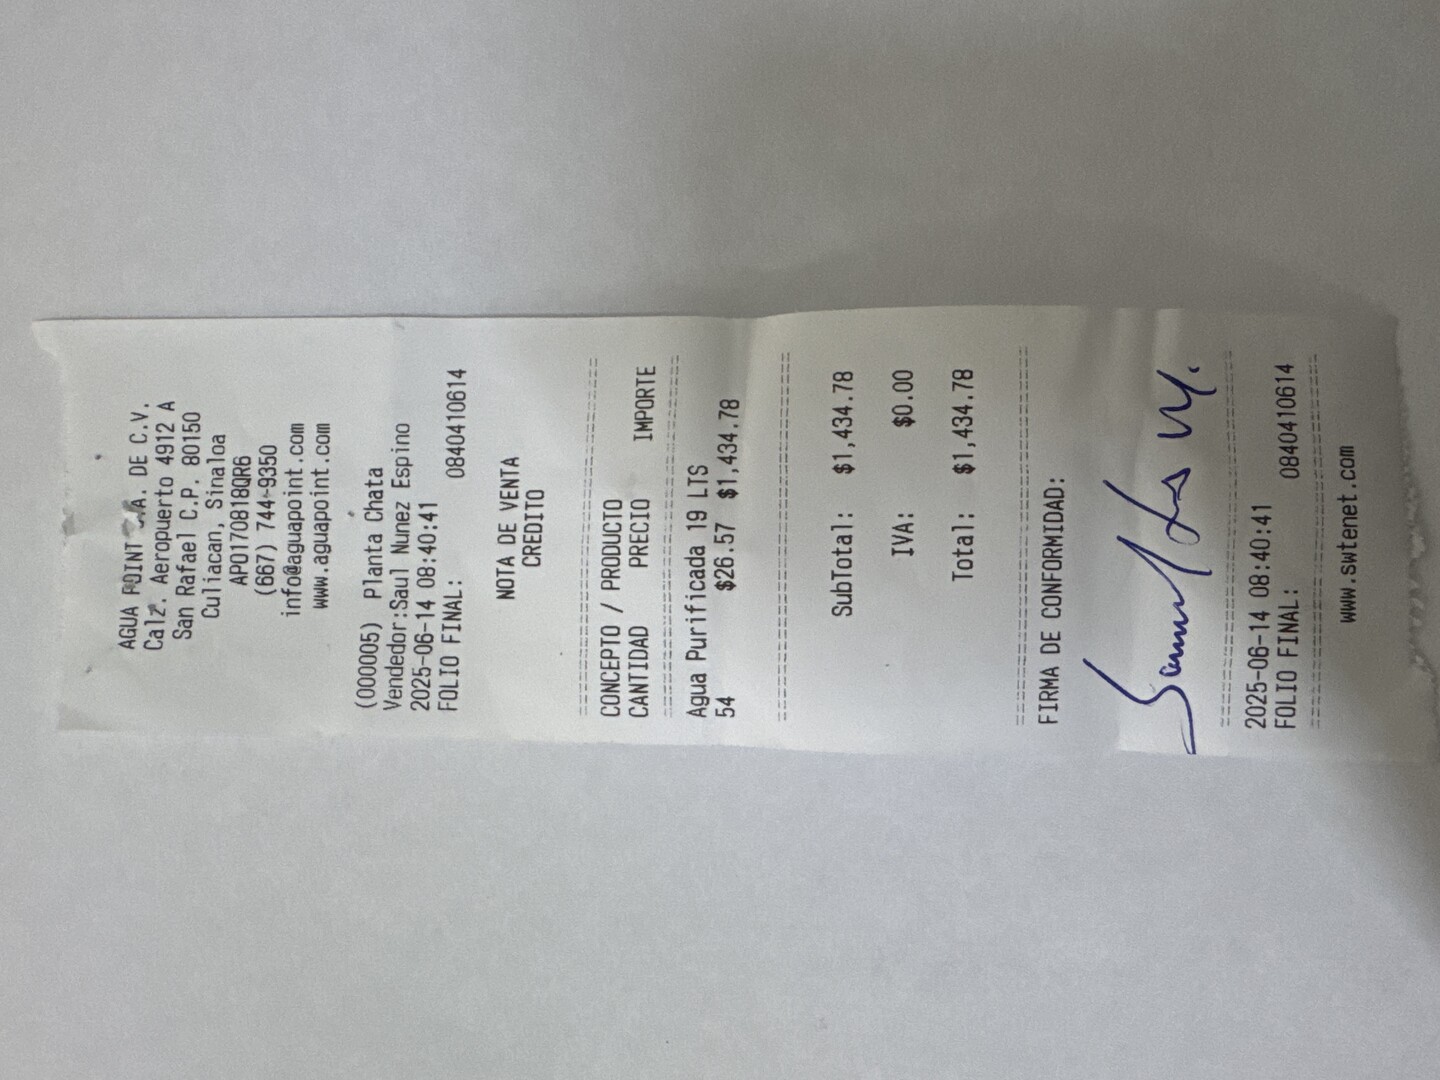 AGUA POINT S.A. DE C.V.
Calz. Aeropuerto 4912 A
San Rafael C.P. 80150
Culiacan, Sinaloa
APO170818QR6
(667) 744-9350
info@aguapoint.com
www.aguapoint.com
(000005) Planta Chata
Vendedor:Saul Nunez Espino
2025-06-14 08:40:41
FOLIO FINAL: 0840410614
NOTA DE VENTA
CREDITO
CONCEPTO / PRODUCTO
CANTIDAD PRECIO IMPORTE
Agua Purificada 19 LTS
54 $26.57 $1,434.78
SubTotal: $1,434.78
IVA: $0.00
Total: $1,434.78
FIRMA DE CONFORMIDAD:
2025-06-14 08:40:41
FOLIO FINAL: 0840410614
www.swtenet.com